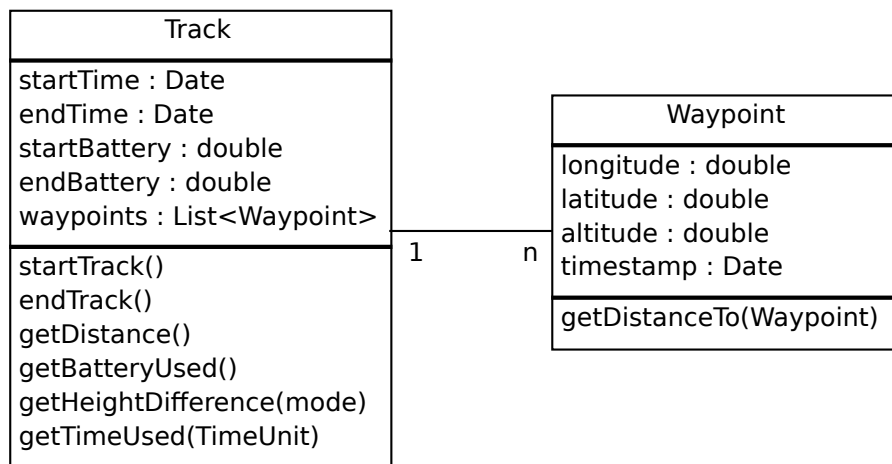 Track
startTime : Date
endTime : Date
startBattery : double
endBattery : double
waypoints : List<Waypoint>
startTrack()
endTrack()
getDistance()
getBatteryUsed()
getHeightDifference(mode)
getTimeUsed(TimeUnit)
1
n
Waypoint
longitude : double
latitude : double
altitude : double
timestamp : Date
getDistanceTo(Waypoint)